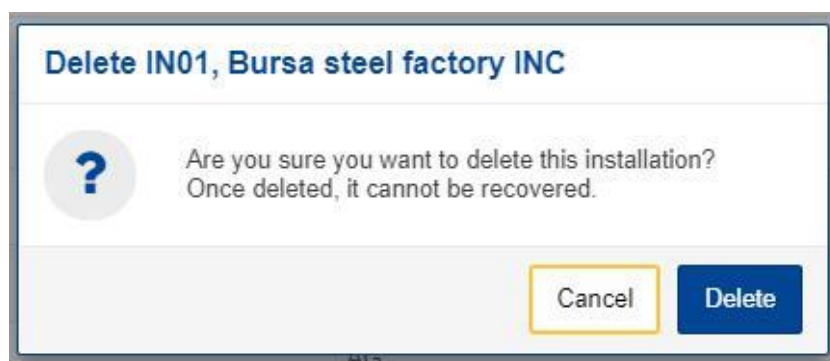 Delete IN01, Bursa steel factory INC
?
Are you sure you want to delete this installation?
Once deleted, it cannot be recovered.
Cancel
Delete